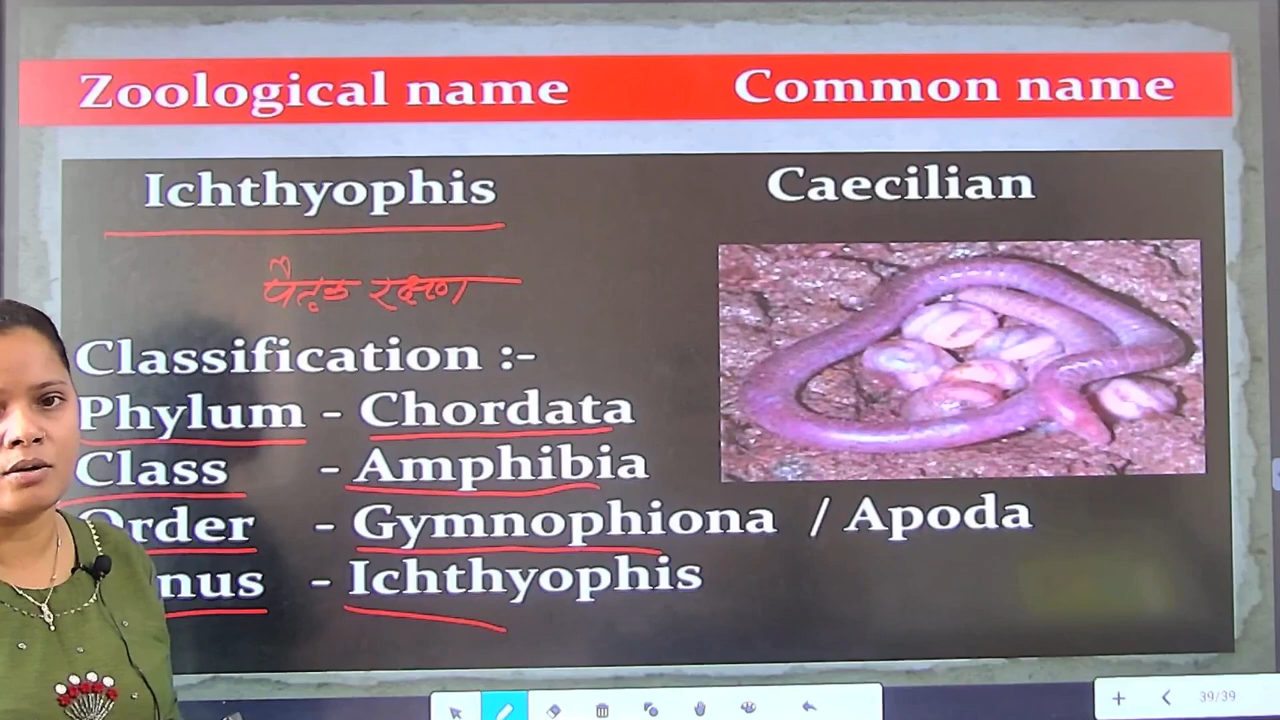 Zoological name Common name
Ichthyophis Caecilian
पैतृक रक्षण
Classification :-
Phylum - Chordata
Class - Amphibia
Order - Gymnophiona / Apoda
nus - Ichthyophis
39/39